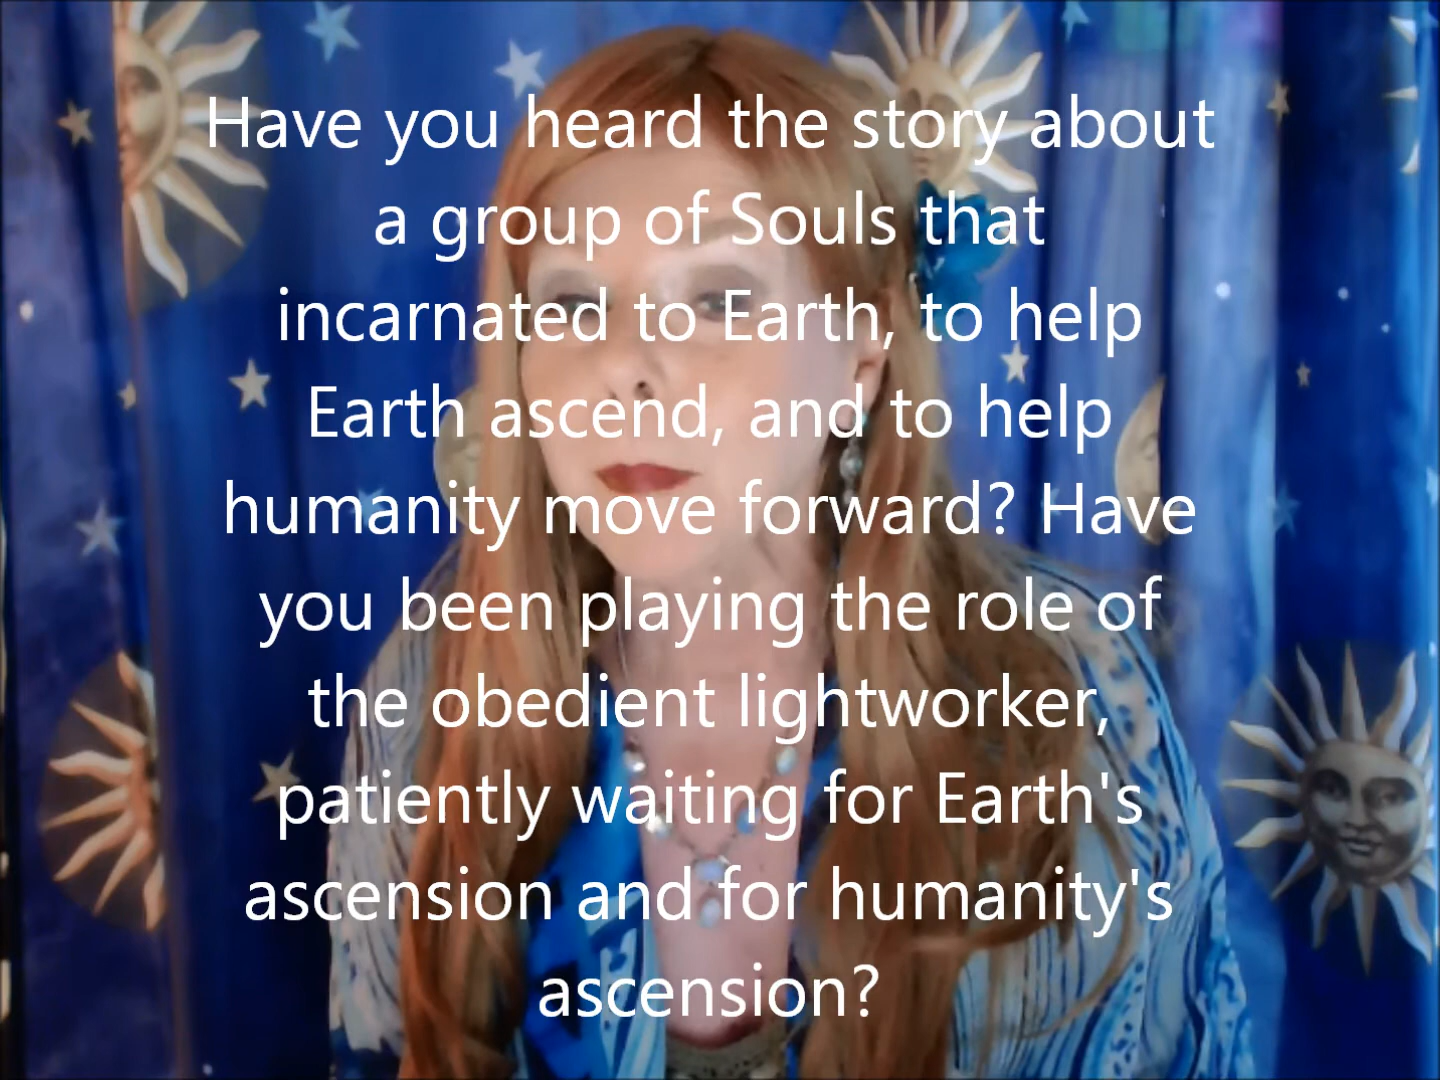 Have you heard the story about
a group of Souls that
incarnated to Earth, to help
Earth ascend, and to help
humanity move forward? Have
you been playing the role of
the obedient lightworker,
patiently waiting for Earth's
ascension and for humanity's
ascension?